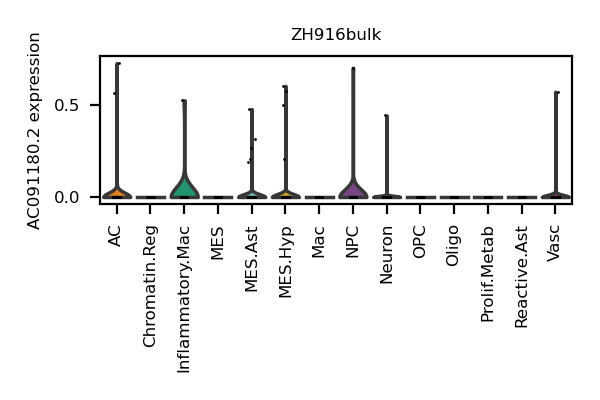 ZH916bulk
AC091180.2 expression
0.5
0.0
AC
Chromatin.Reg
Inflammatory.Mac
MES
MES.Ast
MES.Hyp
Mac
NPC
Neuron
OPC
Oligo
Prolif.Metab
Reactive.Ast
Vasc